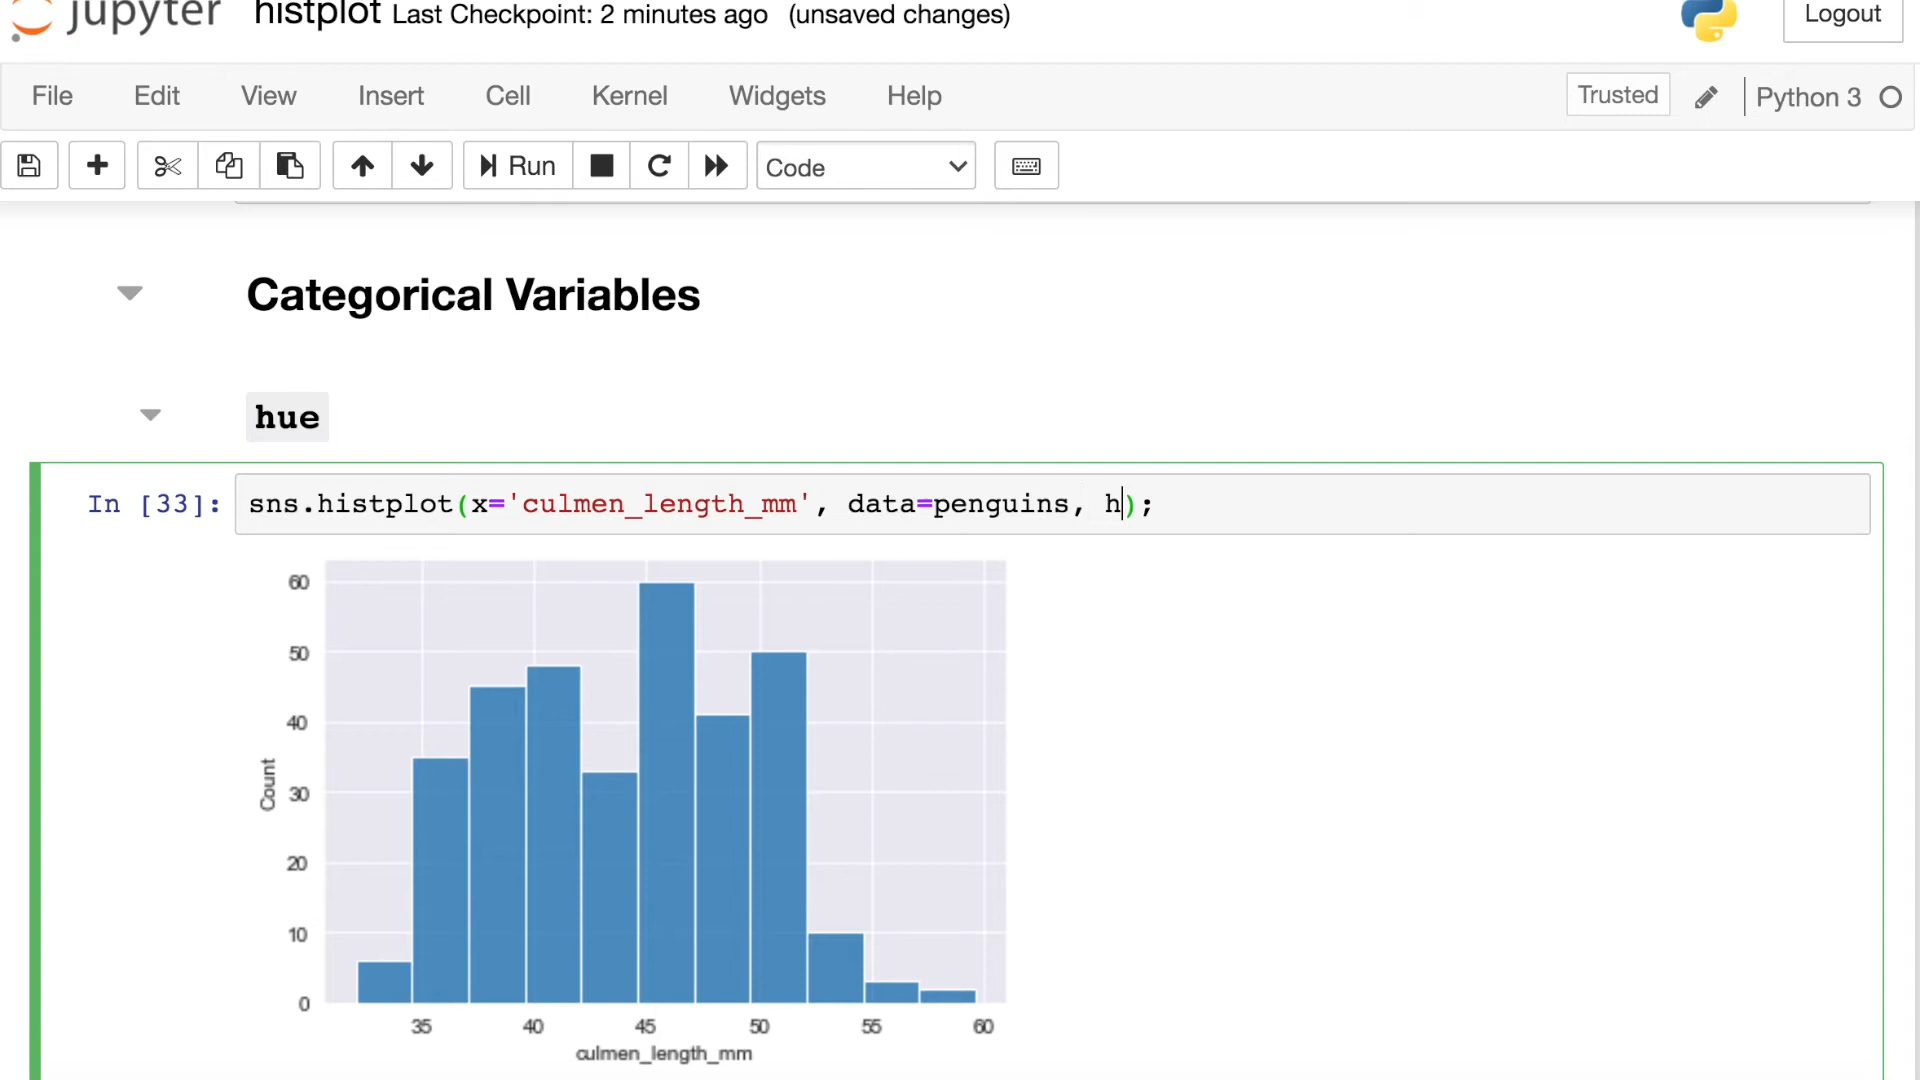 jupyter histplot Last Checkpoint: 2 minutes ago (unsaved changes) Logout
File Edit View Insert Cell Kernel Widgets Help Trusted Python 3
Run Code
Categorical Variables
hue
In [33]: sns.histplot(x='culmen_length_mm', data=penguins, h);
60
50
40
30
20
10
0
Count
35 40 45 50 55 60
culmen_length_mm